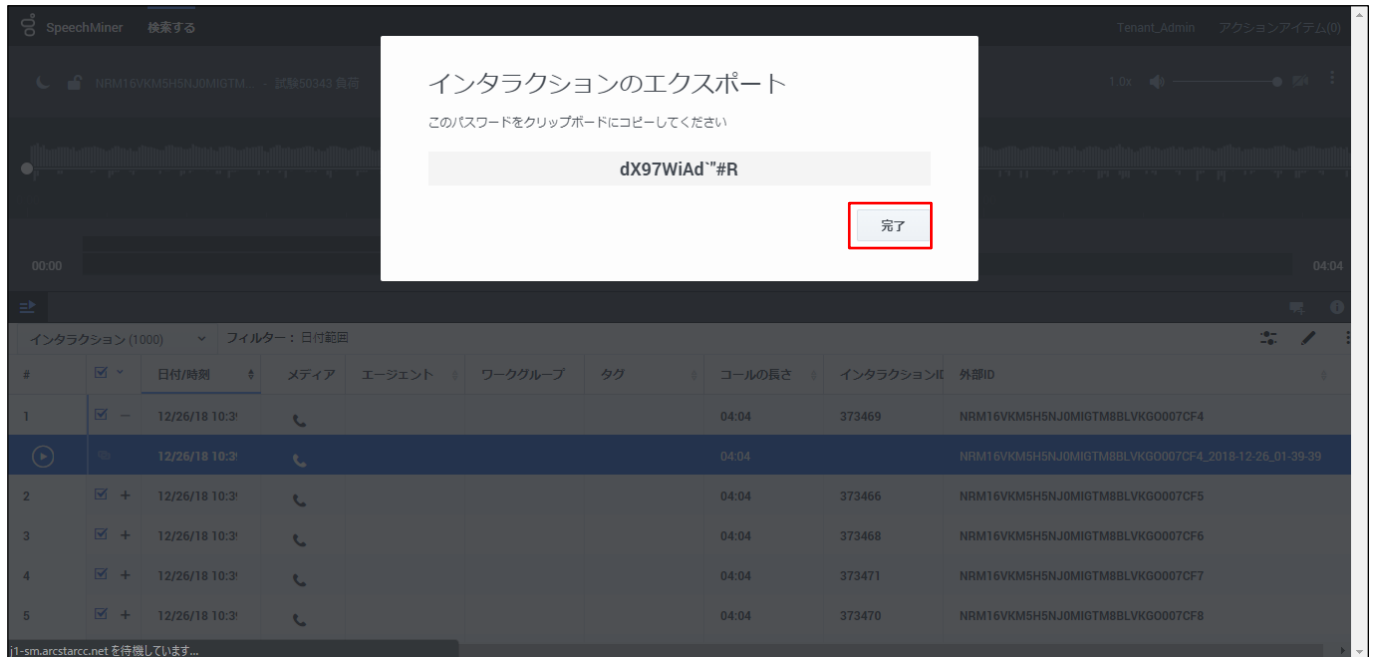 SpeechMiner 検索する Tenant_Admin アクションアイテム(0)
NRM16VKM5H5NJ0MIGTM... - 試験50343 負荷 1.0x
インタラクションのエクスポート
このパスワードをクリップボードにコピーしてください
dX97WiAd`"#R
完了
00:00 04:04
インタラクション (1000) フィルター： 日付範囲
# 日付/時刻 メディア エージェント ワークグループ タグ コールの長さ インタラクションID 外部ID
1 12/26/18 10:39 04:04 373469 NRM16VKM5H5NJ0MIGTM8BLVKGO007CF4
12/26/18 10:39 04:04 NRM16VKM5H5NJ0MIGTM8BLVKGO007CF4_2018-12-26_01-39-39
2 12/26/18 10:39 04:04 373466 NRM16VKM5H5NJ0MIGTM8BLVKGO007CF5
3 12/26/18 10:39 04:04 373468 NRM16VKM5H5NJ0MIGTM8BLVKGO007CF6
4 12/26/18 10:39 04:04 373471 NRM16VKM5H5NJ0MIGTM8BLVKGO007CF7
5 12/26/18 10:39 04:04 373470 NRM16VKM5H5NJ0MIGTM8BLVKGO007CF8
j1-sm.arcstarcc.net を待機しています...